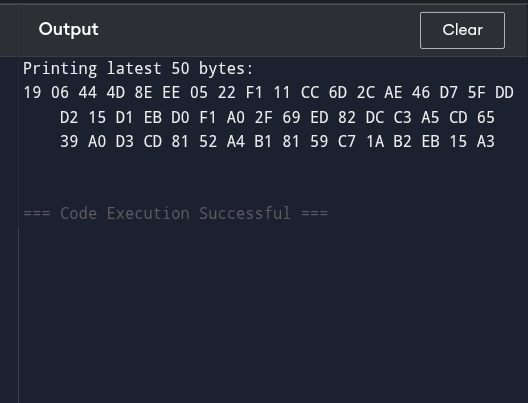 Output
Clear
Printing latest 50 bytes:
19 06 44 4D 8E EE 05 22 F1 11 CC 6D 2C AE 46 D7 5F DD
D2 15 D1 EB D0 F1 A0 2F 69 ED 82 DC C3 A5 CD 65
39 A0 D3 CD 81 52 A4 B1 81 59 C7 1A B2 EB 15 A3
=== Code Execution Successful ===